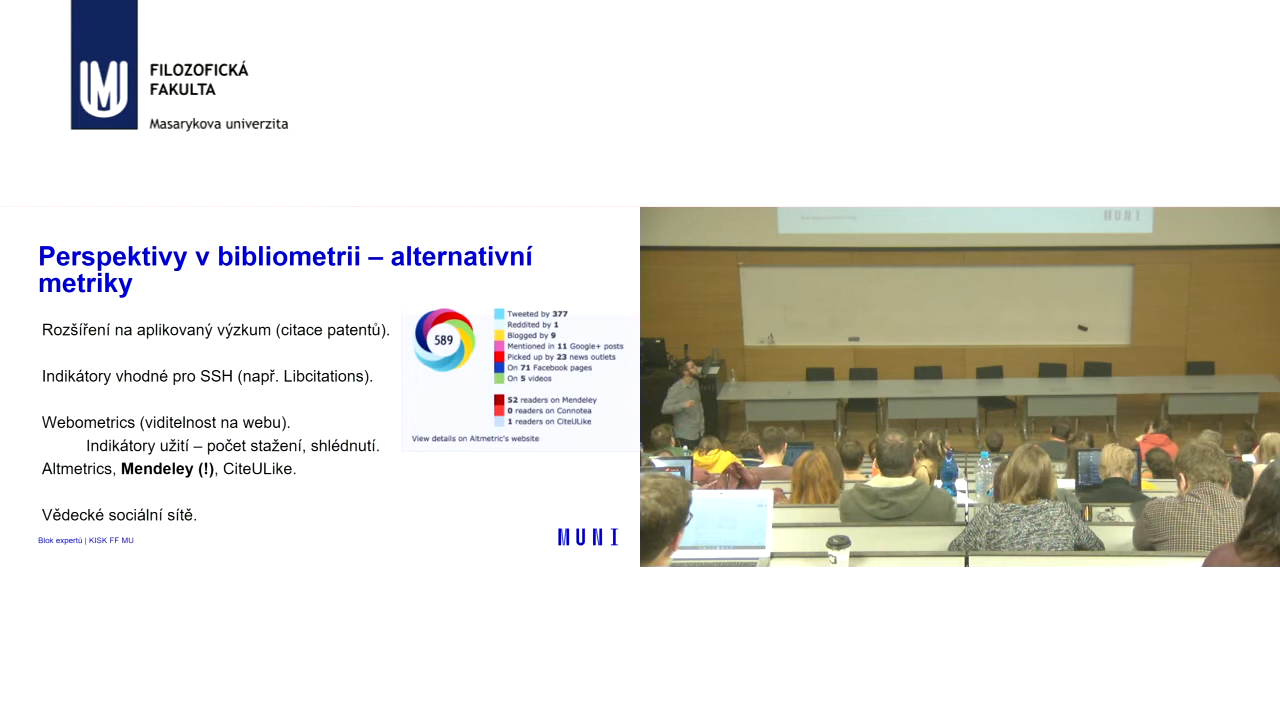 FILOZOFICKÁ
FAKULTA
Masarykova univerzita
Perspektivy v bibliometrii – alternativní
metriky
Rozšíření na aplikovaný výzkum (citace patentů).
Indikátory vhodné pro SSH (např. Libcitations).
Webometrics (viditelnost na webu).
Indikátory užití – počet stažení, shlédnutí.
Altmetrics, Mendeley (!), CiteULike.
Vědecké sociální sítě.
589
Tweeted by 377
Reddited by 1
Blogged by 9
Mentioned in 11 Google+ posts
Picked up by 23 news outlets
On 71 Facebook pages
On 5 videos
52 readers on Mendeley
0 readers on Connotea
1 readers on CiteULike
View details on Altmetric's website
Blok expertů | KISK FF MU
MUNI
MUNI